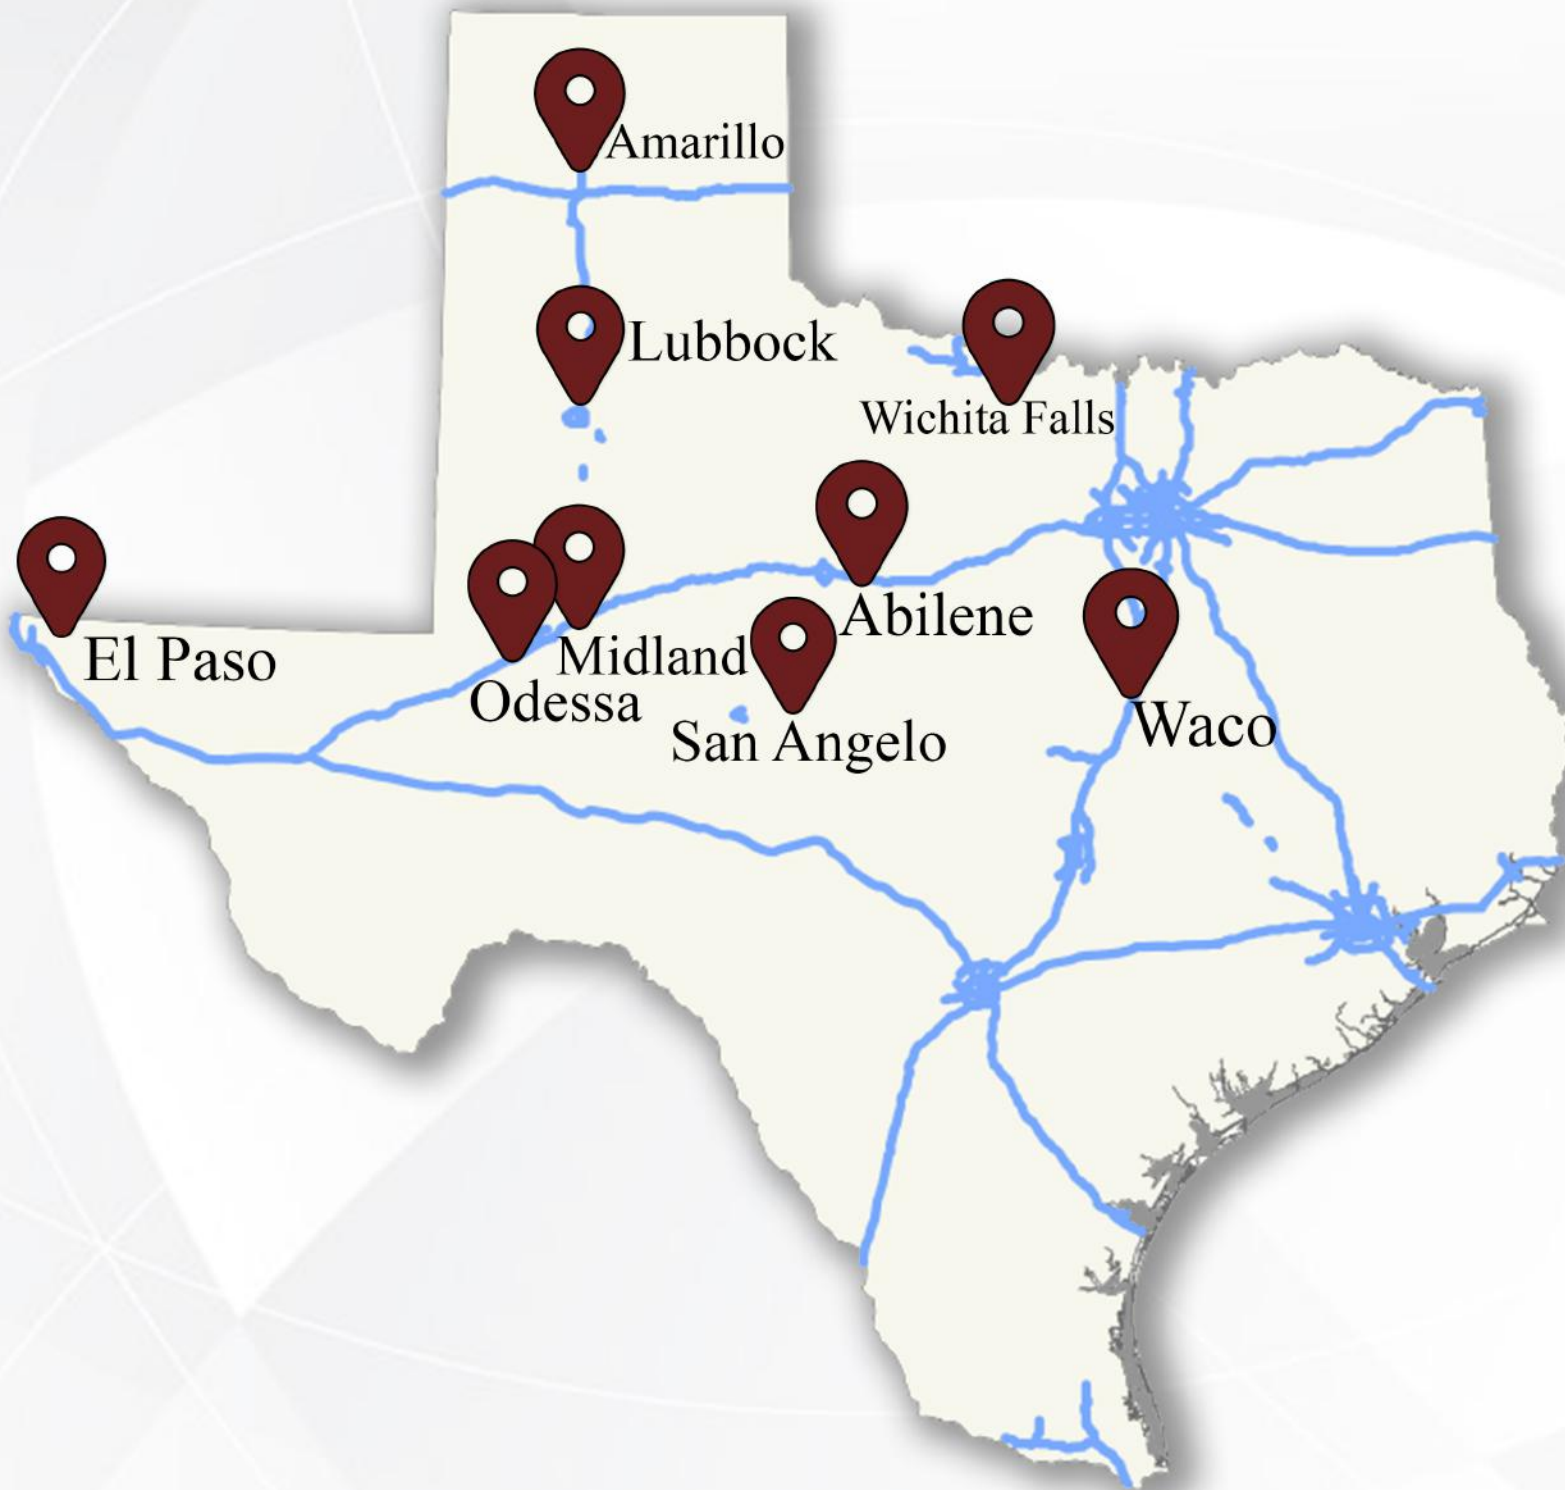 Amarillo
Lubbock
Wichita Falls
Abilene
El Paso
Midland
Odessa
San Angelo
Waco